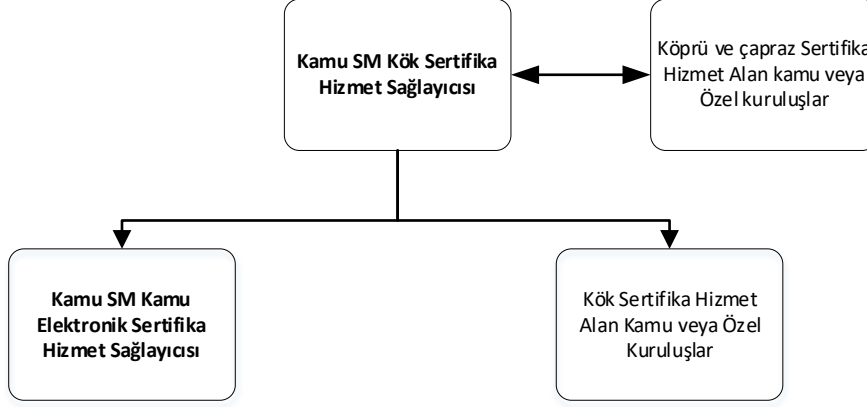 Kamu SM Kök Sertifika
Hizmet Sağlayıcısı
Köprü ve çapraz Sertifika
Hizmet Alan kamu veya
Özel kuruluşlar
Kamu SM Kamu
Elektronik Sertifika
Hizmet Sağlayıcısı
Kök Sertifika Hizmet
Alan Kamu veya Özel
Kuruluşlar